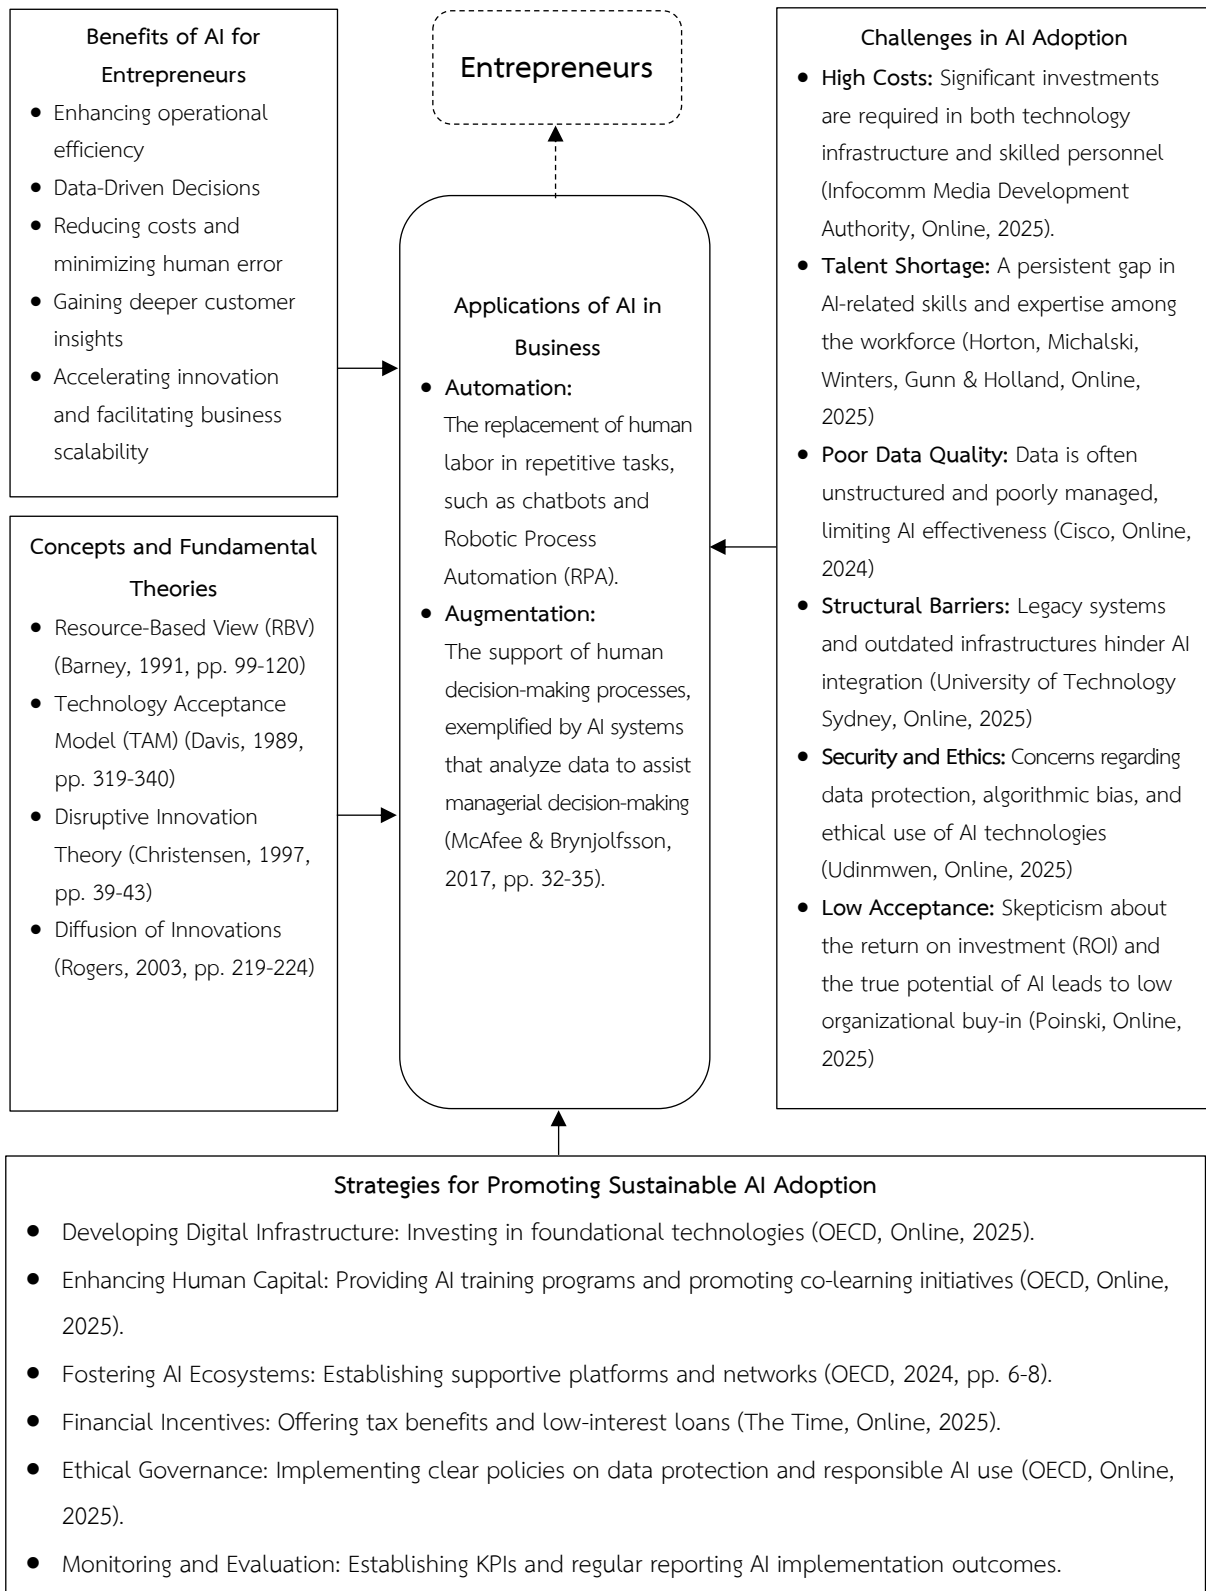 Benefits of AI for
Entrepreneurs
• Enhancing operational
efficiency
• Data-Driven Decisions
• Reducing costs and
minimizing human error
• Gaining deeper customer
insights
• Accelerating innovation
and facilitating business
scalability
Concepts and Fundamental
Theories
• Resource-Based View (RBV)
(Barney, 1991, pp. 99-120)
• Technology Acceptance
Model (TAM) (Davis, 1989,
pp. 319-340)
• Disruptive Innovation
Theory (Christensen, 1997,
pp. 39-43)
• Diffusion of Innovations
(Rogers, 2003, pp. 219-224)
Entrepreneurs
Applications of AI in
Business
• Automation:
The replacement of human
labor in repetitive tasks,
such as chatbots and
Robotic Process
Automation (RPA).
• Augmentation:
The support of human
decision-making processes,
exemplified by AI systems
that analyze data to assist
managerial decision-making
(McAfee & Brynjolfsson,
2017, pp. 32-35).
Challenges in AI Adoption
• High Costs: Significant investments
are required in both technology
infrastructure and skilled personnel
(Infocomm Media Development
Authority, Online, 2025).
• Talent Shortage: A persistent gap in
AI-related skills and expertise among
the workforce (Horton, Michalski,
Winters, Gunn & Holland, Online,
2025)
• Poor Data Quality: Data is often
unstructured and poorly managed,
limiting AI effectiveness (Cisco, Online,
2024)
• Structural Barriers: Legacy systems
and outdated infrastructures hinder AI
integration (University of Technology
Sydney, Online, 2025)
• Security and Ethics: Concerns regarding
data protection, algorithmic bias, and
ethical use of AI technologies
(Udinmwen, Online, 2025)
• Low Acceptance: Skepticism about
the return on investment (ROI) and
the true potential of AI leads to low
organizational buy-in (Poinski, Online,
2025)
Strategies for Promoting Sustainable AI Adoption
• Developing Digital Infrastructure: Investing in foundational technologies (OECD, Online, 2025).
• Enhancing Human Capital: Providing AI training programs and promoting co-learning initiatives (OECD, Online,
2025).
• Fostering AI Ecosystems: Establishing supportive platforms and networks (OECD, 2024, pp. 6-8).
• Financial Incentives: Offering tax benefits and low-interest loans (The Time, Online, 2025).
• Ethical Governance: Implementing clear policies on data protection and responsible AI use (OECD, Online,
2025).
• Monitoring and Evaluation: Establishing KPIs and regular reporting AI implementation outcomes.